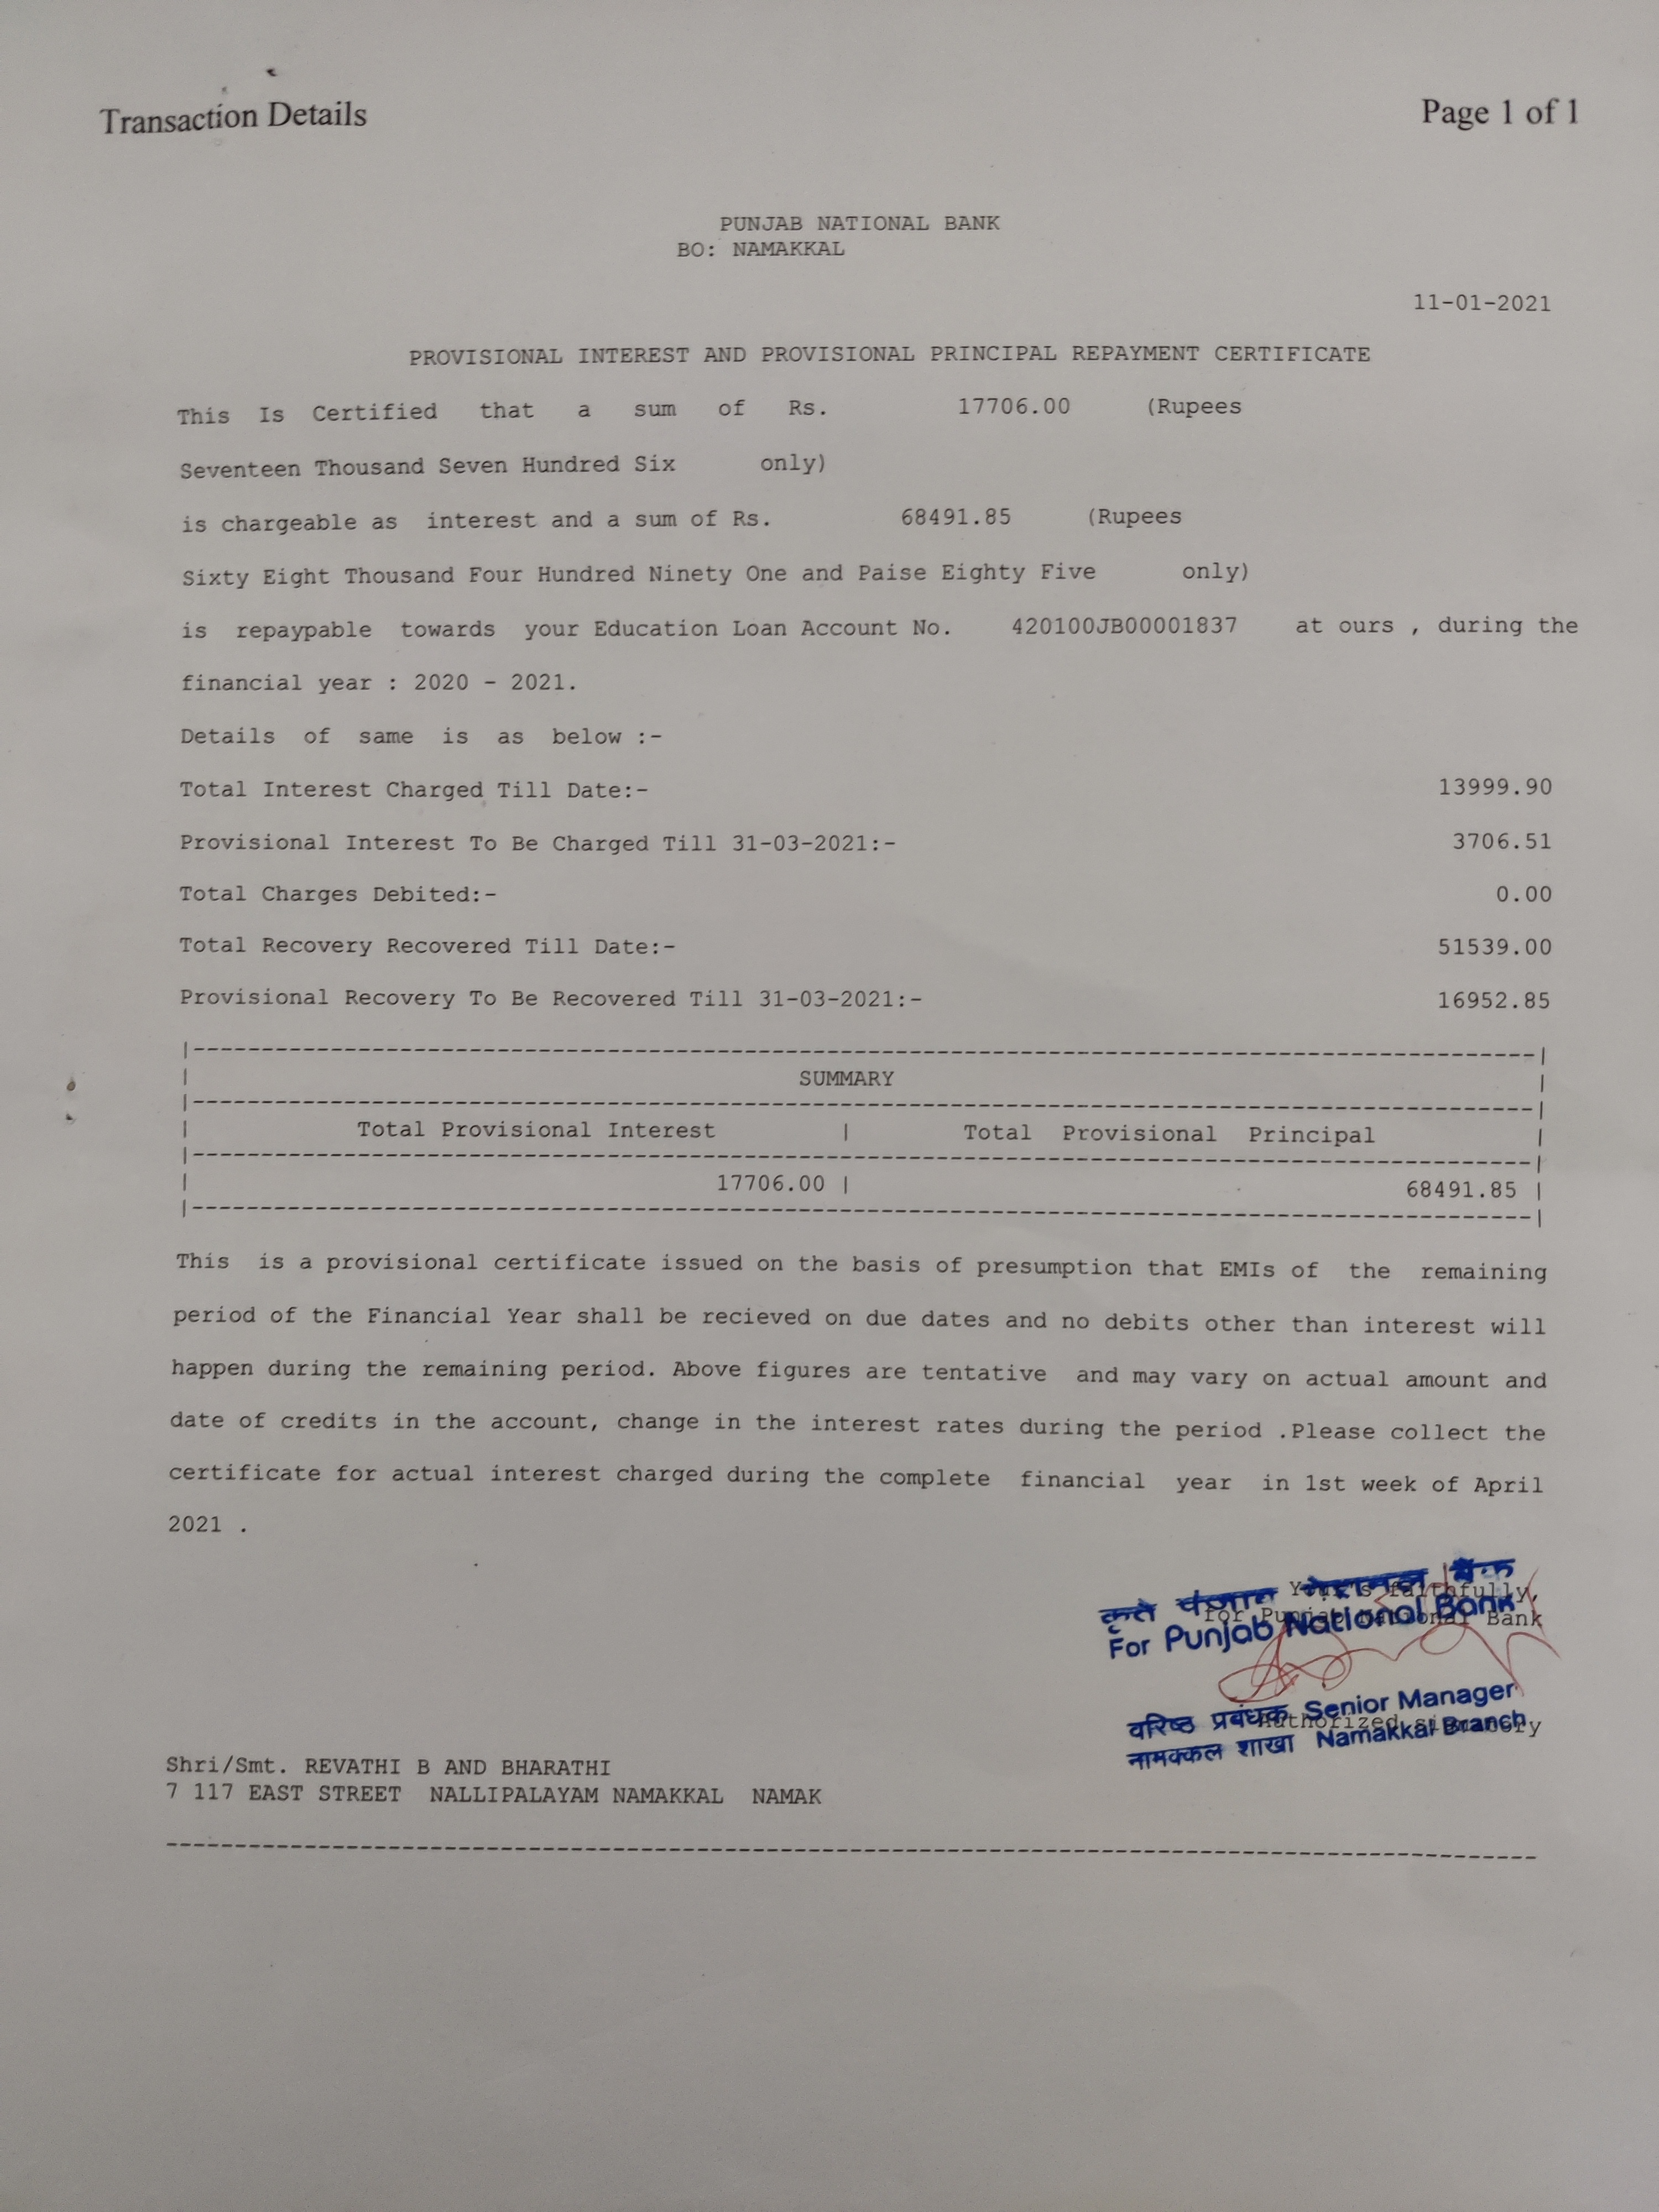 Transaction Details Page 1 of 1
PUNJAB NATIONAL BANK
BO: NAMAKKAL
11-01-2021
PROVISIONAL INTEREST AND PROVISIONAL PRINCIPAL REPAYMENT CERTIFICATE
This Is Certified that a sum of Rs. 17706.00 (Rupees
Seventeen Thousand Seven Hundred Six only)
is chargeable as interest and a sum of Rs. 68491.85 (Rupees
Sixty Eight Thousand Four Hundred Ninety One and Paise Eighty Five only)
is repaypable towards your Education Loan Account No. 420100JB00001837 at ours , during the
financial year : 2020 - 2021.
Details of same is as below :-
Total Interest Charged Till Date:- 13999.90
Provisional Interest To Be Charged Till 31-03-2021:- 3706.51
Total Charges Debited:- 0.00
Total Recovery Recovered Till Date:- 51539.00
Provisional Recovery To Be Recovered Till 31-03-2021:- 16952.85
SUMMARY
Total Provisional Interest | Total Provisional Principal
17706.00 | 68491.85
This is a provisional certificate issued on the basis of presumption that EMIs of the remaining
period of the Financial Year shall be recieved on due dates and no debits other than interest will
happen during the remaining period. Above figures are tentative and may vary on actual amount and
date of credits in the account, change in the interest rates during the period .Please collect the
certificate for actual interest charged during the complete financial year in 1st week of April
2021 .
कृते पंजाब नेशनल बैंक
Your's faithfully,
for Punjab National Bank
For Punjab National Bank
वरिष्ठ प्रबंधक Senior Manager
Authorized signatory
नामक्कल शाखा Namakkal Branch
Shri/Smt. REVATHI B AND BHARATHI
7 117 EAST STREET NALLIPALAYAM NAMAKKAL NAMAK